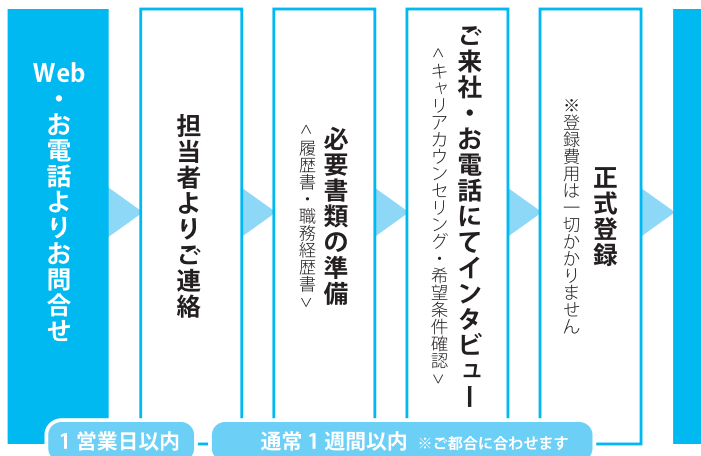 Web・お電話よりお問合せ
担当者よりご連絡
必要書類の準備
<履歴書・職務経歴書>
ご来社・お電話にてインタビュー
<キャリアカウンセリング・希望条件確認>
正式登録
※登録費用は一切かかりません
1営業日以内
通常1週間以内 ※ご都合に合わせます